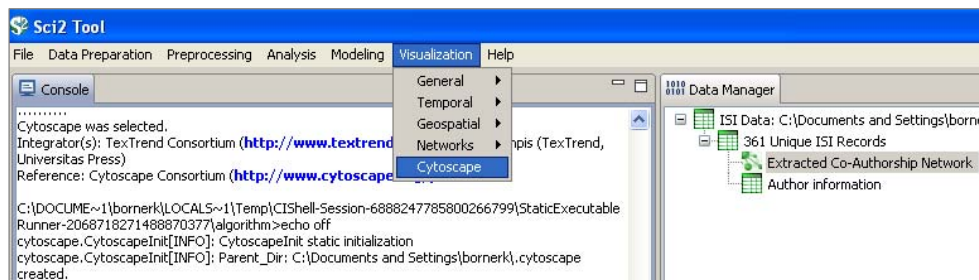 Sci2 Tool
File Data Preparation Preprocessing Analysis Modeling Visualization Help
General
Temporal
Geospatial
Networks
Cytoscape
Console
..........
Cytoscape was selected.
Integrator(s): TexTrend Consortium (http://www.textrend (TexTrend,
Universitas Press)
Reference: Cytoscape Consortium (http://www.cytoscape
C:\DOCUME~1\bornerk\LOCALS~1\Temp\CIShell-Session-6888247785800266799\StaticExecutable
Runner-2068718271488870377\algorithm>echo off
cytoscape.CytoscapeInit[INFO]: CytoscapeInit static initialization
cytoscape.CytoscapeInit[INFO]: Parent_Dir: C:\Documents and Settings\bornerk\.cytoscape
created.
Data Manager
ISI Data: C:\Documents and Settings\borne
361 Unique ISI Records
Extracted Co-Authorship Network
Author information